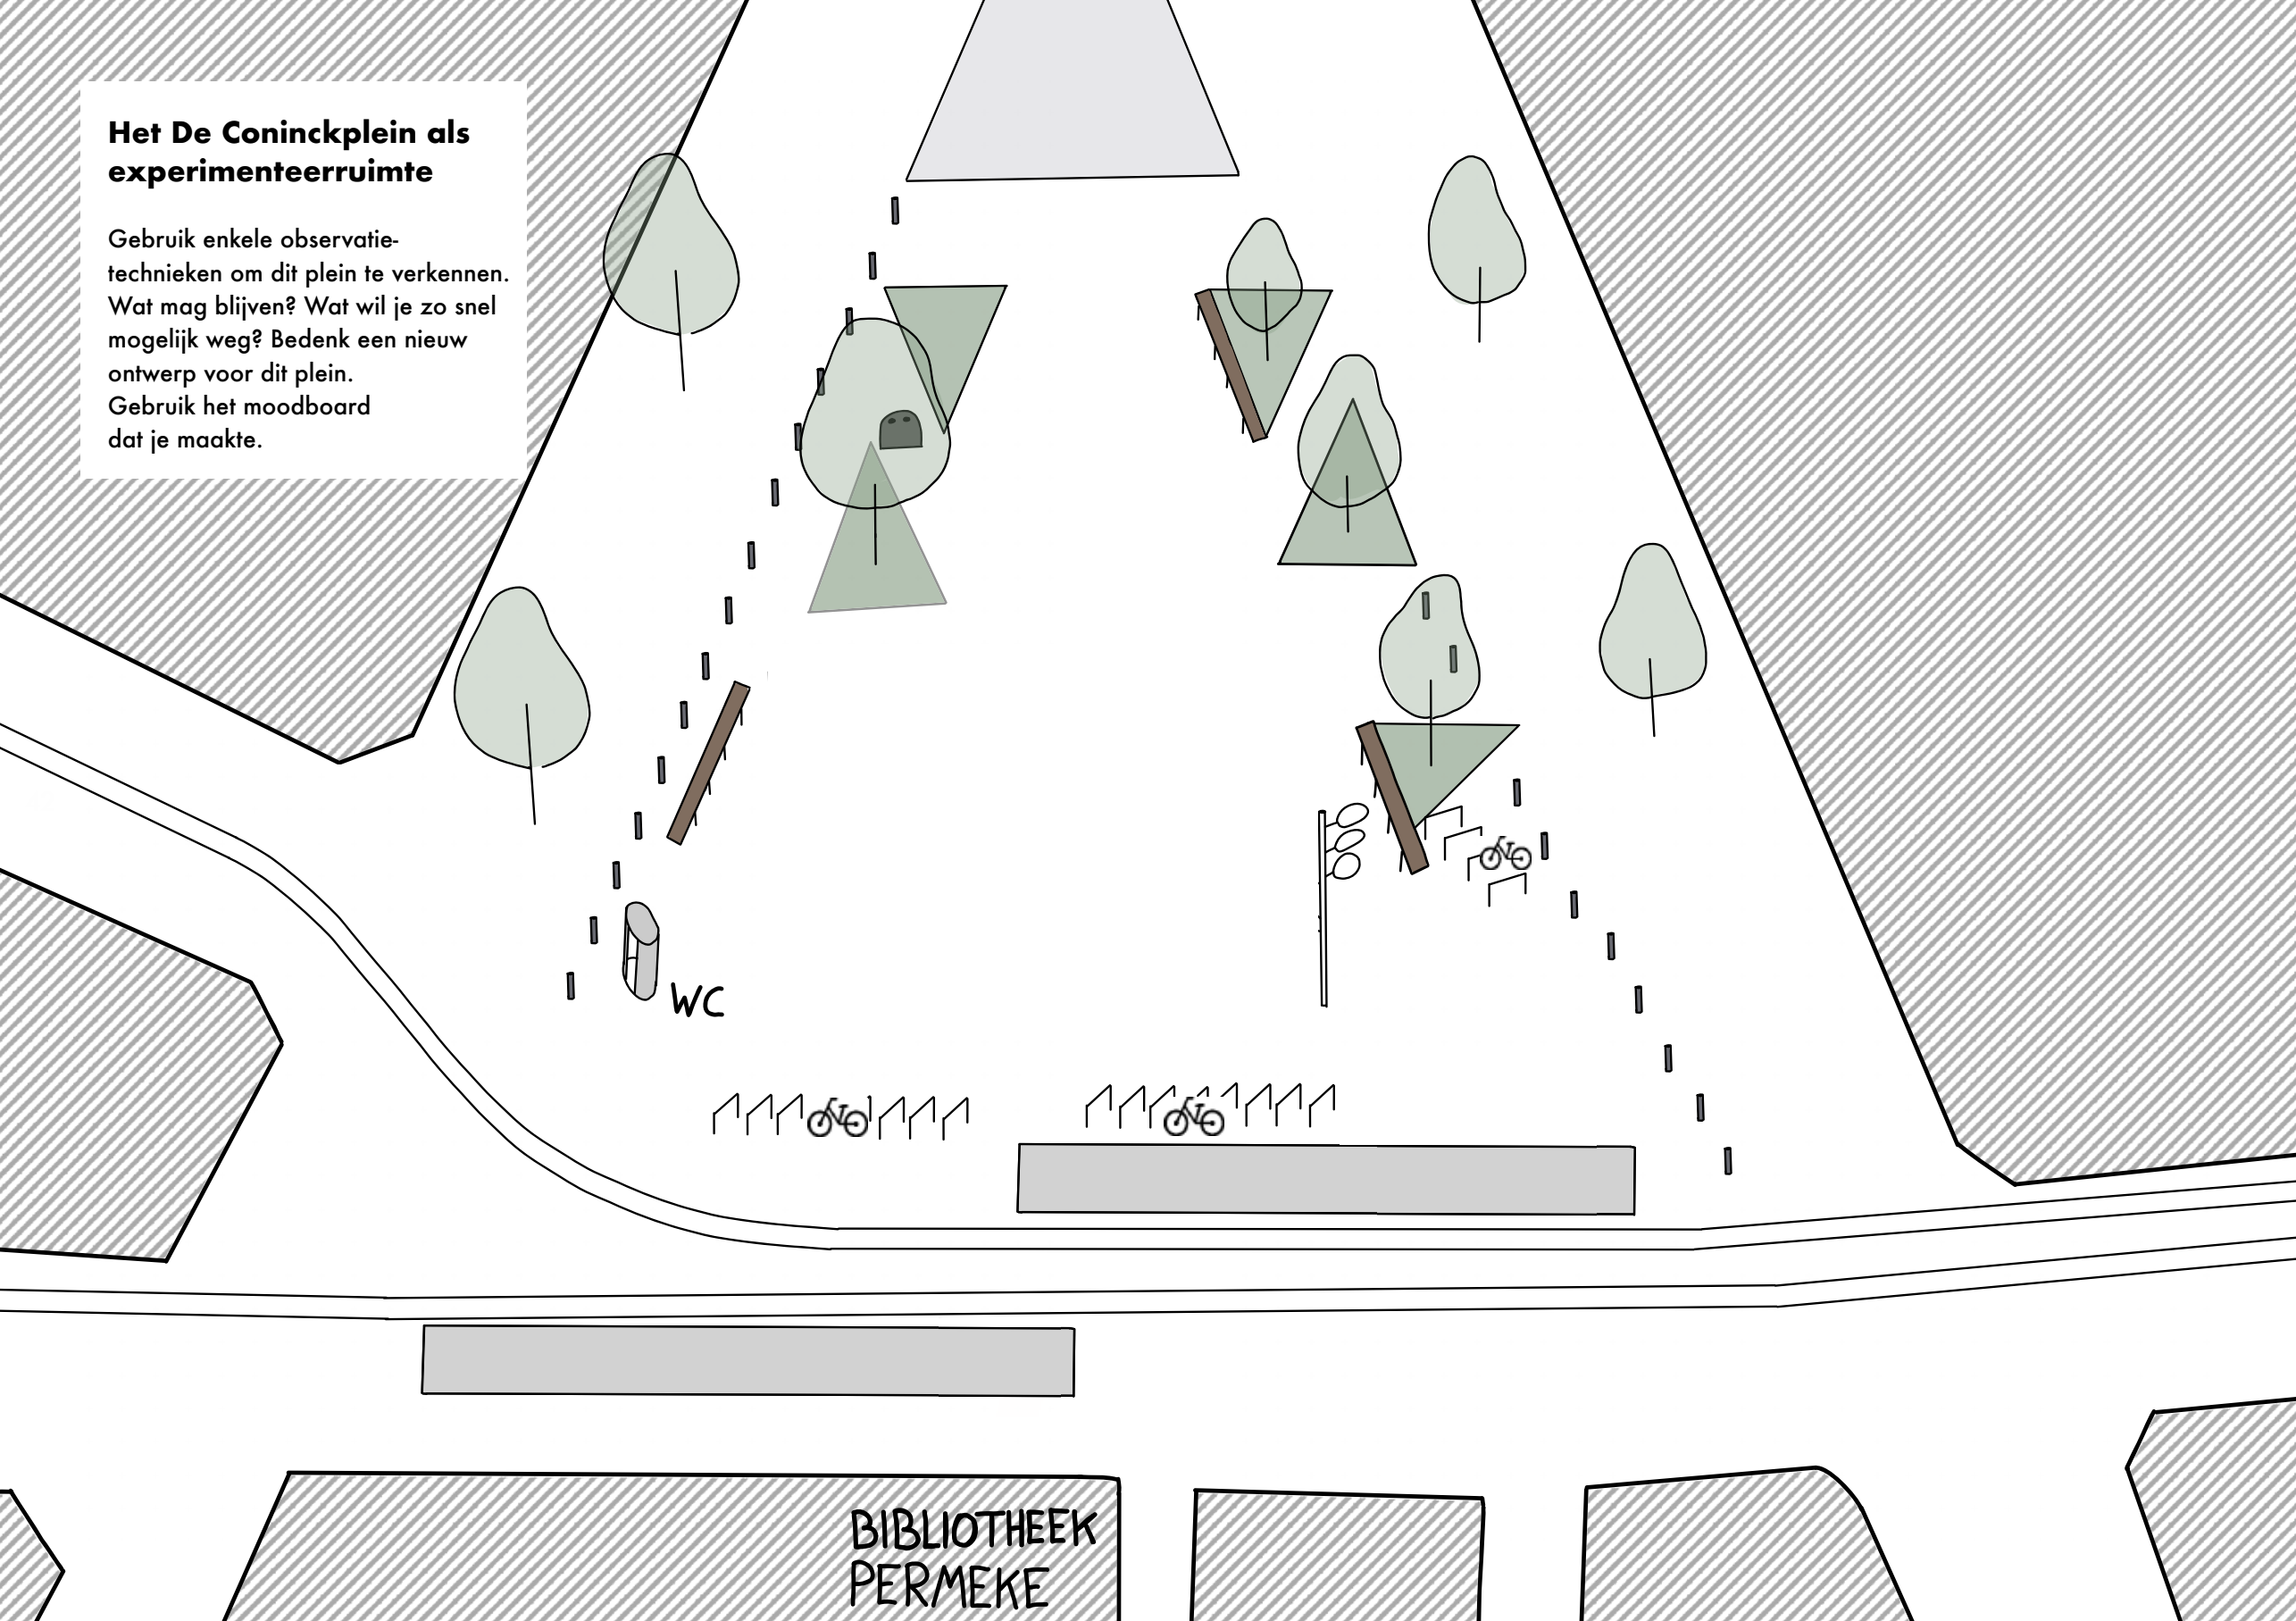 Het De Coninckplein als
experimenteerruimte
Gebruik enkele observatie-
technieken om dit plein te verkennen.
Wat mag blijven? Wat wil je zo snel
mogelijk weg? Bedenk een nieuw
ontwerp voor dit plein.
Gebruik het moodboard
dat je maakte.
WC
BIBLIOTHEEK
PERMEKE